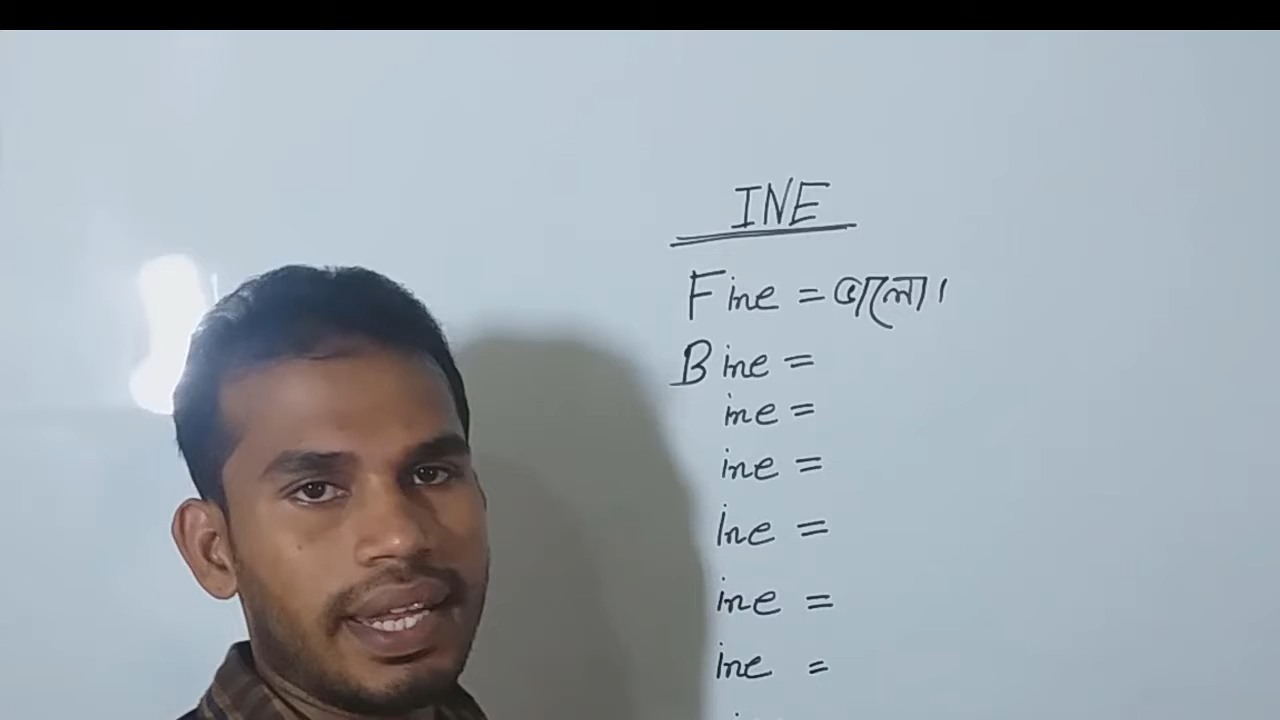 INE
Fine = ভালো।
Bine =
ine =
ine =
ine =
ine =
ine =